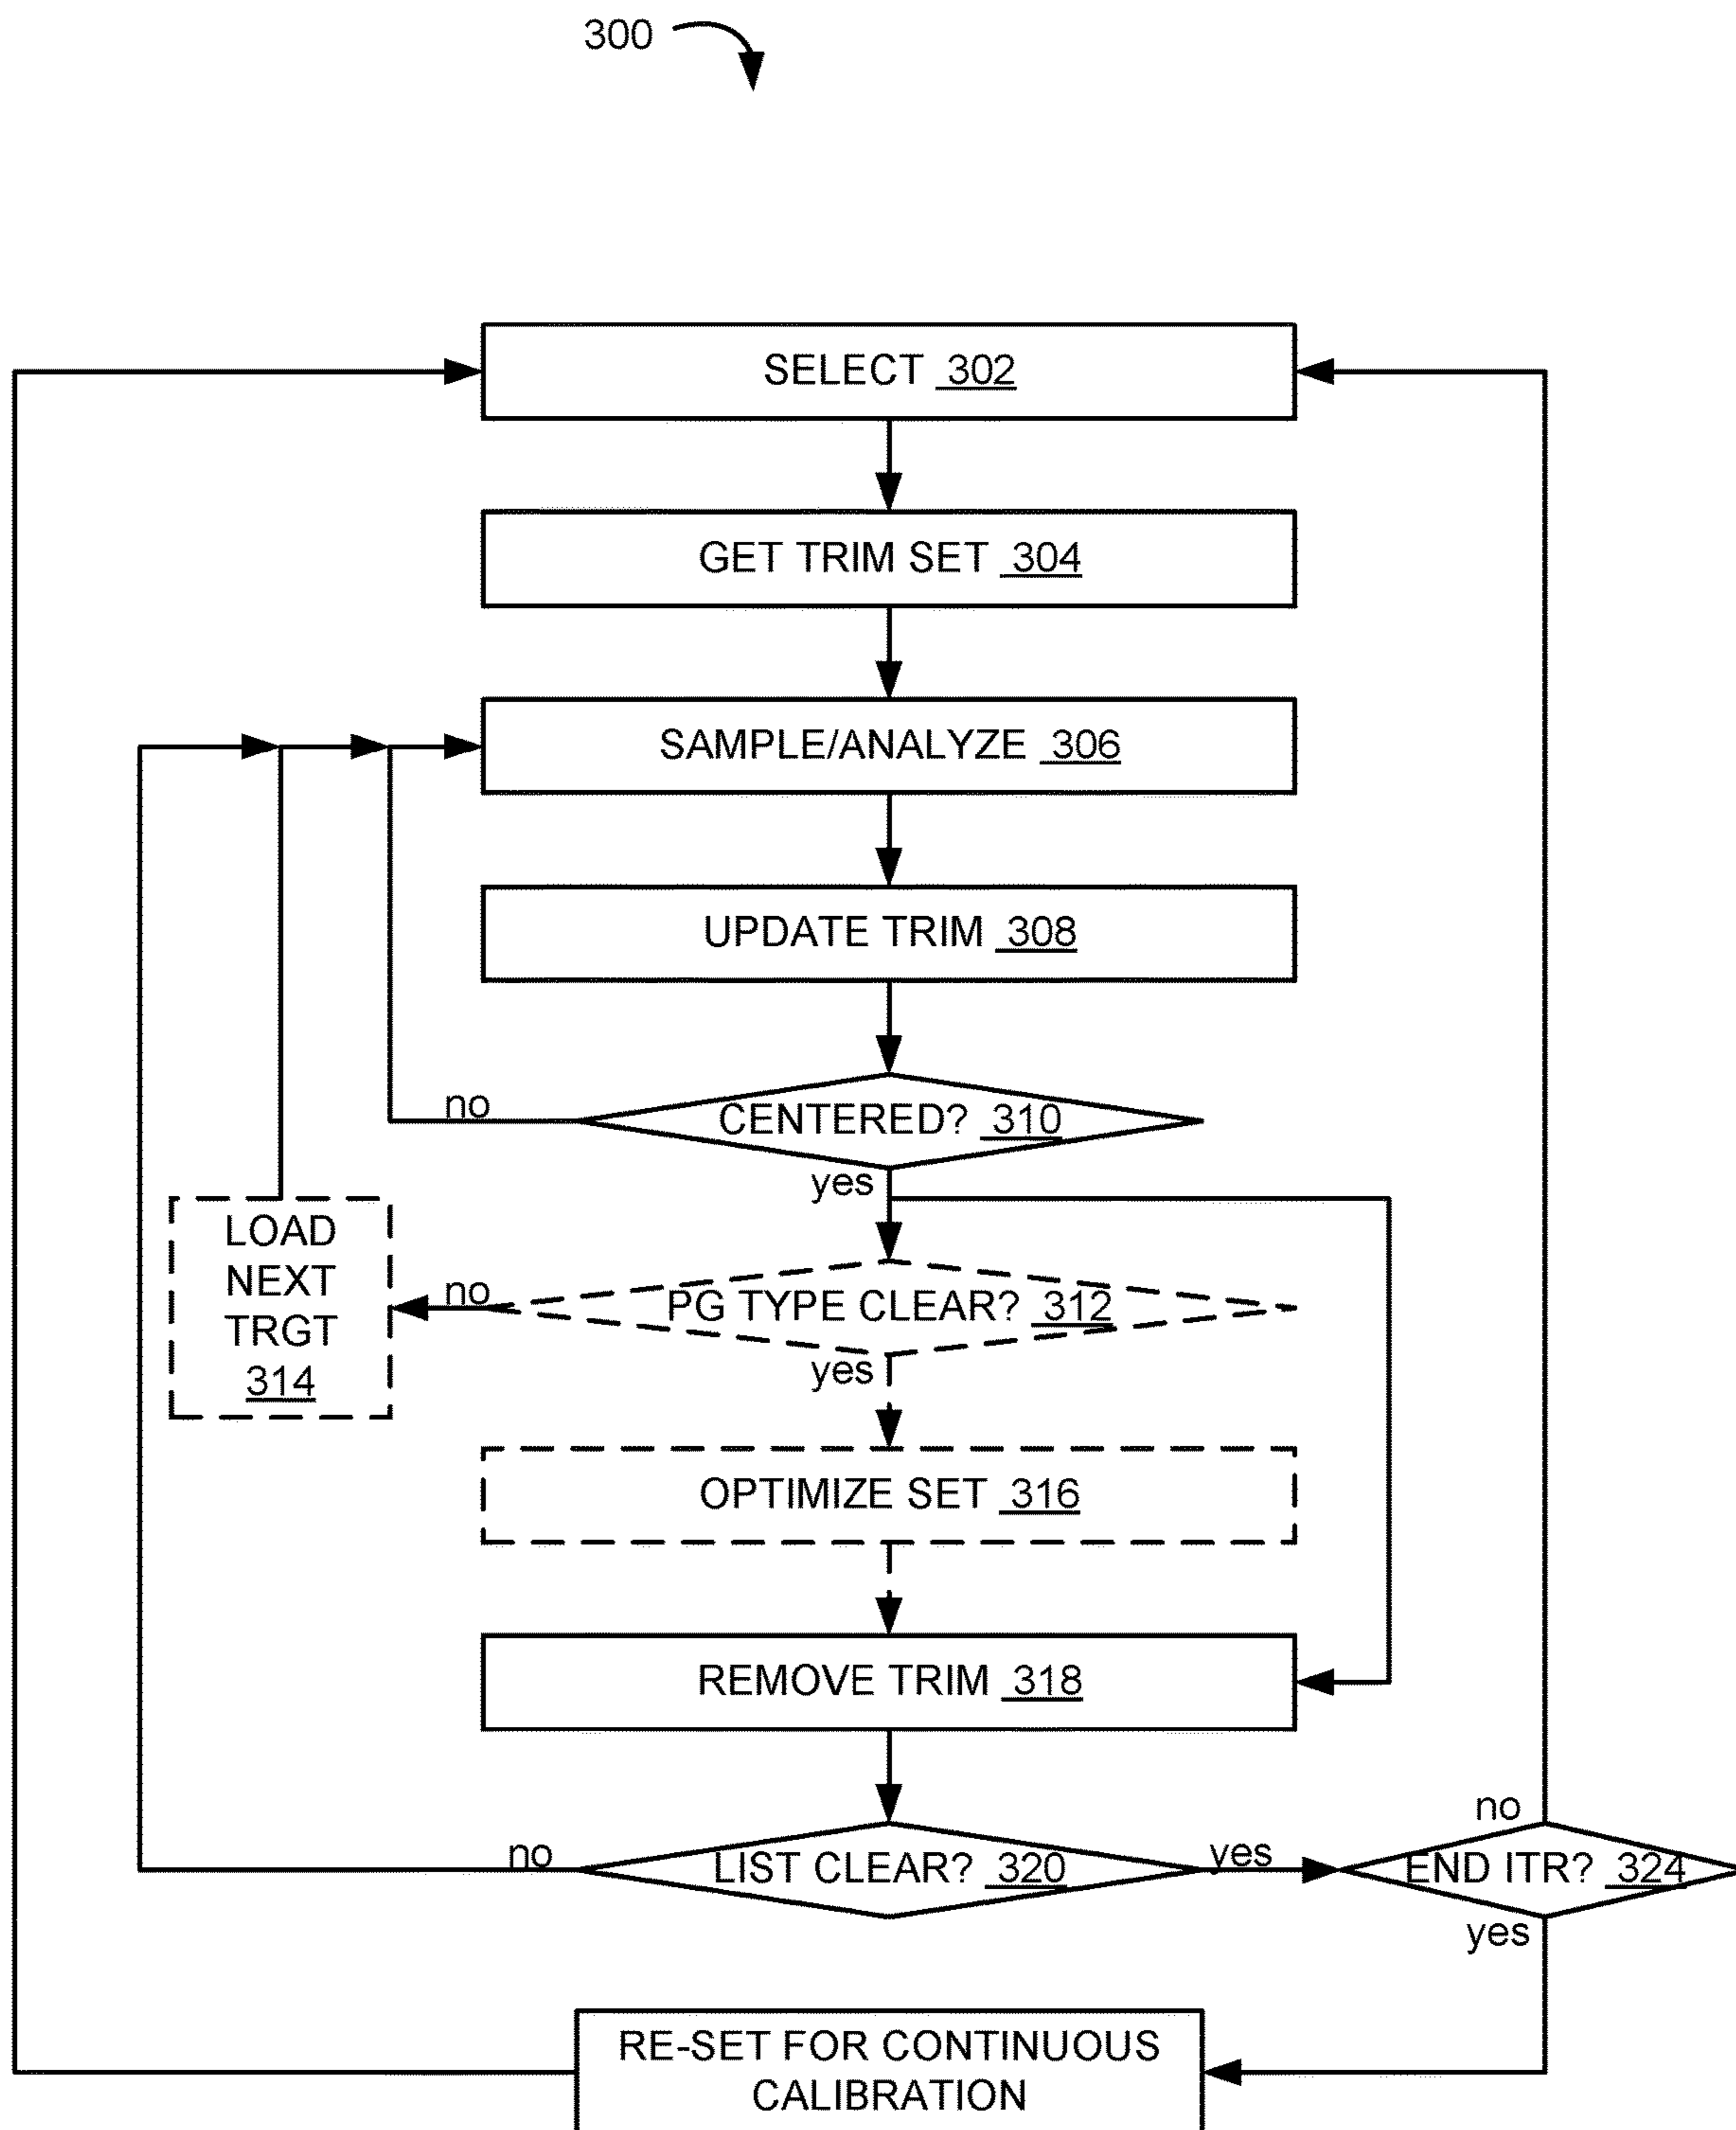 300
SELECT 302
GET TRIM SET 304
SAMPLE/ANALYZE 306
UPDATE TRIM 308
no
CENTERED? 310
yes
LOAD
NEXT
TRGT
314
no
PG TYPE CLEAR? 312
yes
OPTIMIZE SET 316
REMOVE TRIM 318
no
LIST CLEAR? 320
yes
no
END ITR? 324
yes
RE-SET FOR CONTINUOUS
CALIBRATION